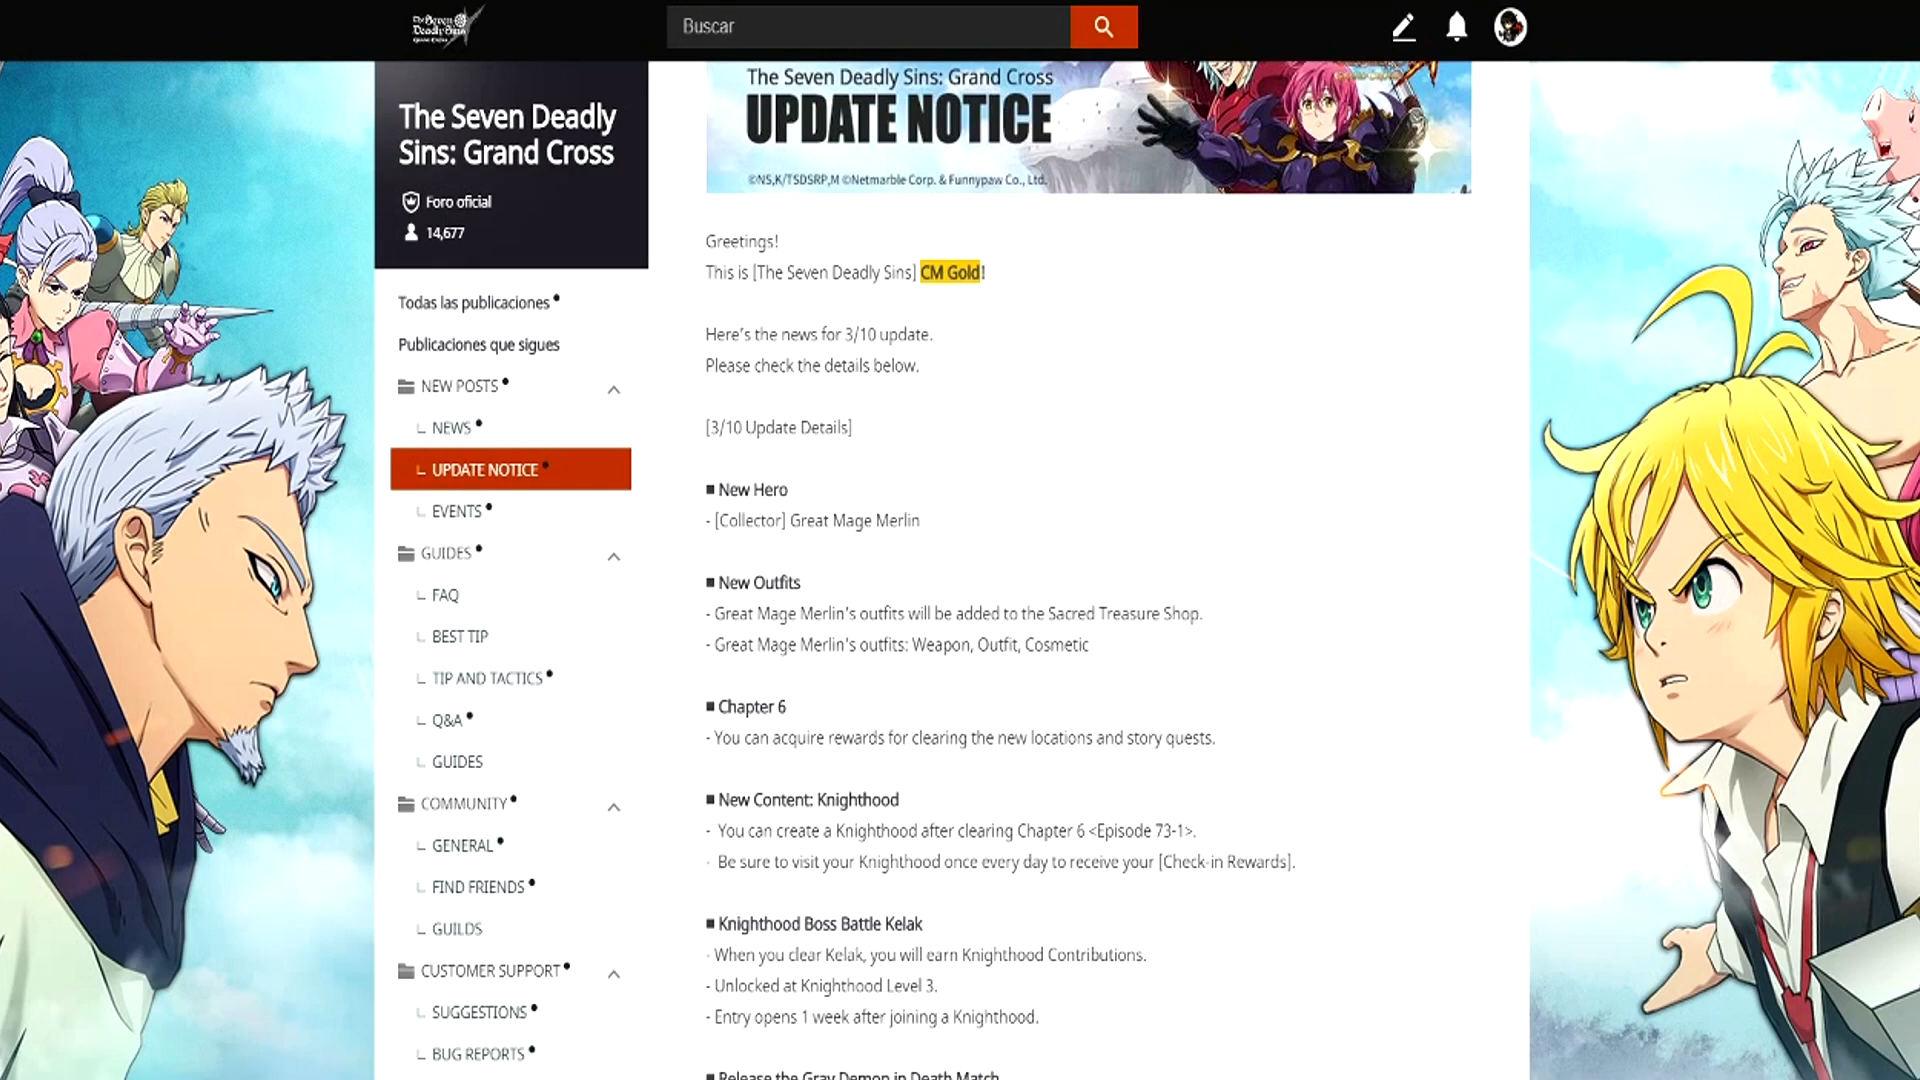 The Seven
Deadly Sins
Buscar
The Seven Deadly
Sins: Grand Cross
Foro oficial
14,677
Todas las publicaciones
Publicaciones que sigues
NEW POSTS
NEWS
UPDATE NOTICE
EVENTS
GUIDES
FAQ
BEST TIP
TIP AND TACTICS
Q&A
GUIDES
COMMUNITY
GENERAL
FIND FRIENDS
GUILDS
CUSTOMER SUPPORT
SUGGESTIONS
BUG REPORTS
The Seven Deadly Sins: Grand Cross
UPDATE NOTICE
©NS,K/TSDSRP,M ©Netmarble Corp. & Funnypaw Co., Ltd.
Greetings!
This is [The Seven Deadly Sins] CM Gold!
Here's the news for 3/10 update.
Please check the details below.
[3/10 Update Details]
■ New Hero
- [Collector] Great Mage Merlin
■ New Outfits
- Great Mage Merlin's outfits will be added to the Sacred Treasure Shop.
- Great Mage Merlin's outfits: Weapon, Outfit, Cosmetic
■ Chapter 6
- You can acquire rewards for clearing the new locations and story quests.
■ New Content: Knighthood
- You can create a Knighthood after clearing Chapter 6 <Episode 73-1>.
- Be sure to visit your Knighthood once every day to receive your [Check-in Rewards].
■ Knighthood Boss Battle Kelak
- When you clear Kelak, you will earn Knighthood Contributions.
- Unlocked at Knighthood Level 3.
- Entry opens 1 week after joining a Knighthood.
■ Release the Gray Demon in Death Match